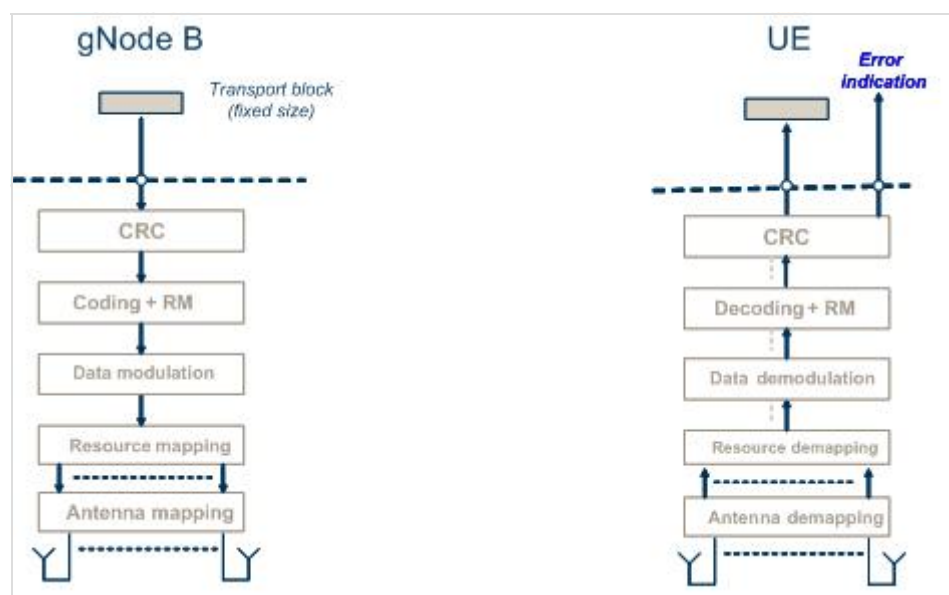 gNode B
Transport block
(fixed size)
CRC
Coding + RM
Data modulation
Resource mapping
Antenna mapping
UE
Error
indication
CRC
Decoding + RM
Data demodulation
Resource demapping
Antenna demapping